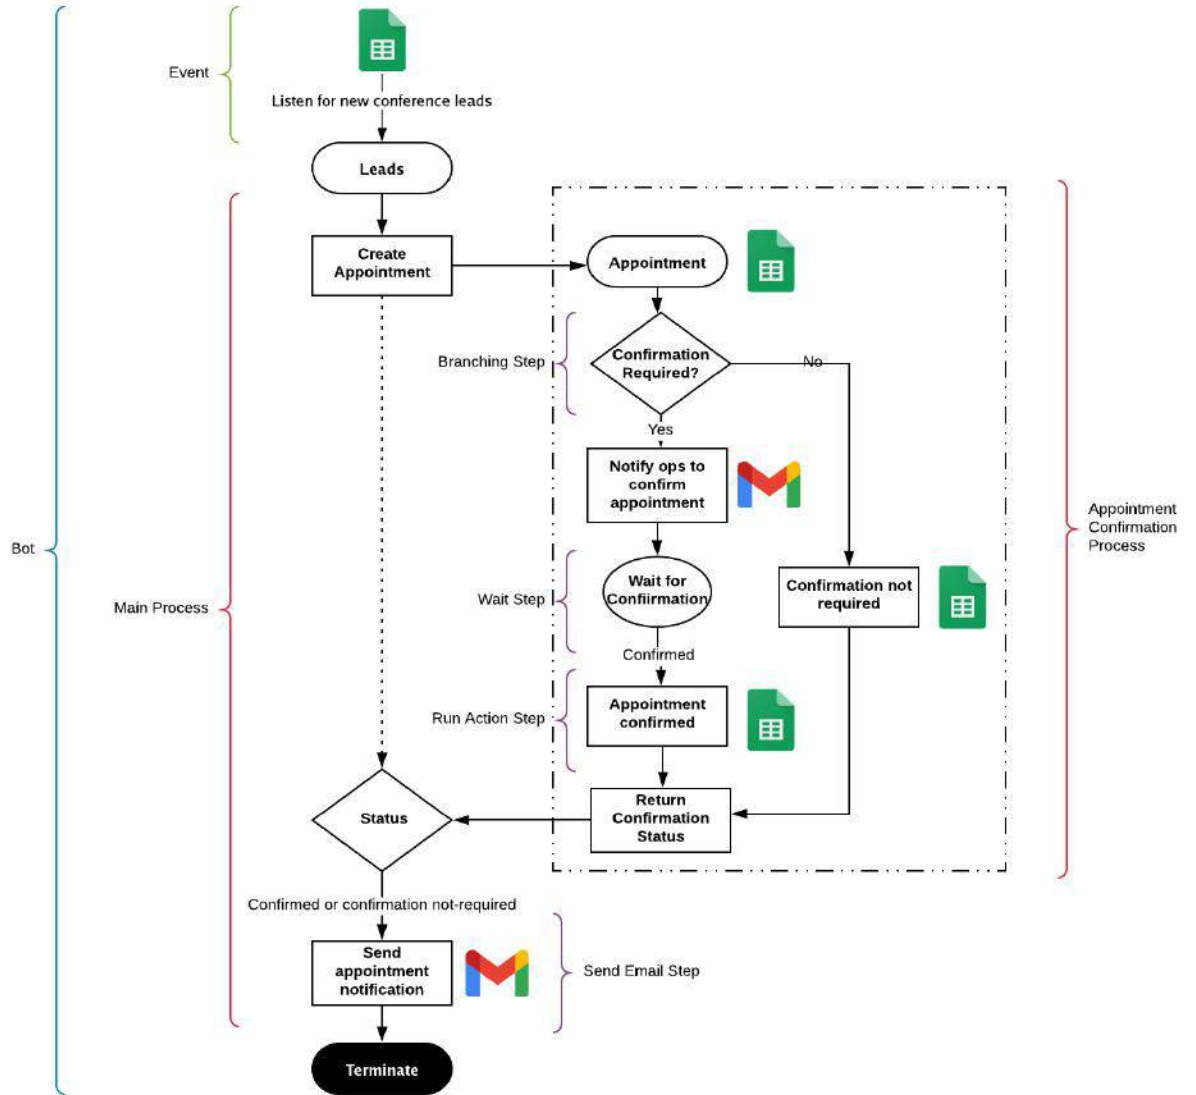 Event
Listen for new conference leads
Leads
Create
Appointment
Appointment
Branching Step
Confirmation
Required?
No
Yes
Notify ops to
confirm
appointment
Appointment
Confirmation
Process
Bot
Main Process
Wait Step
Wait for
Confiirmation
Confirmation not
required
Confirmed
Run Action Step
Appointment
confirmed
Status
Return
Confirmation
Status
Confirmed or confirmation not-required
Send
appointment
notification
Send Email Step
Terminate